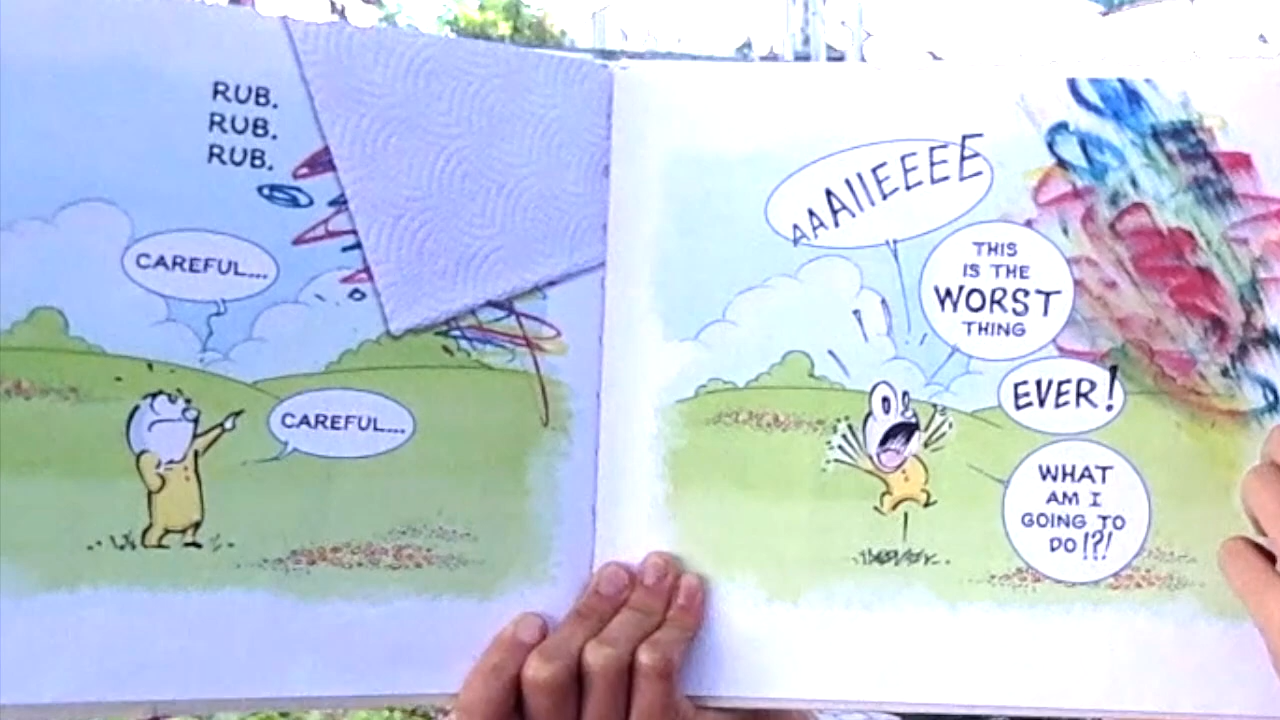 RUB.
RUB.
RUB.
CAREFUL...
CAREFUL...
AAAIIEEEE
THIS
IS THE
WORST
THING
EVER!
WHAT
AM I
GOING TO
DO!?!